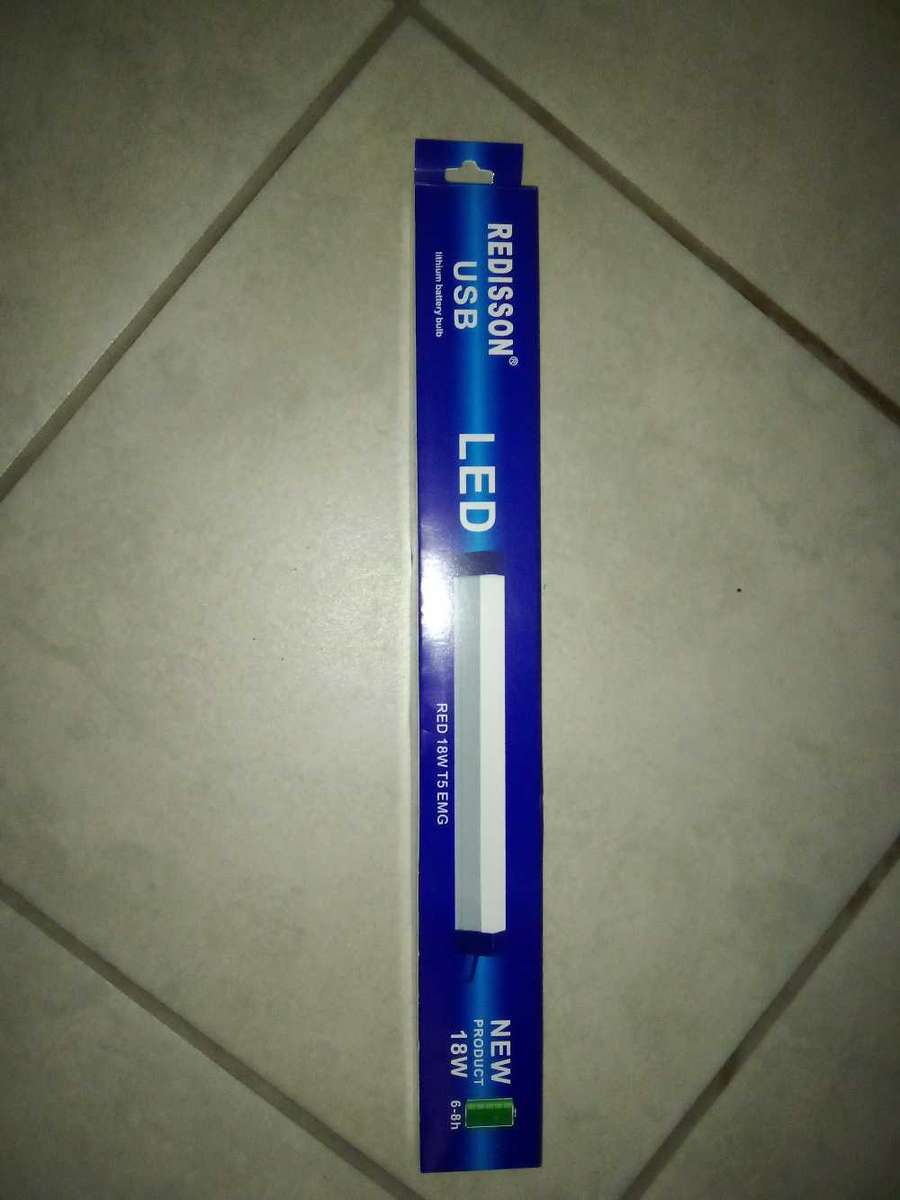 REDISSON®
USB
lithium battery bulb
LED
RED 18W T5 EMG
NEW
PRODUCT
18W
6-8h